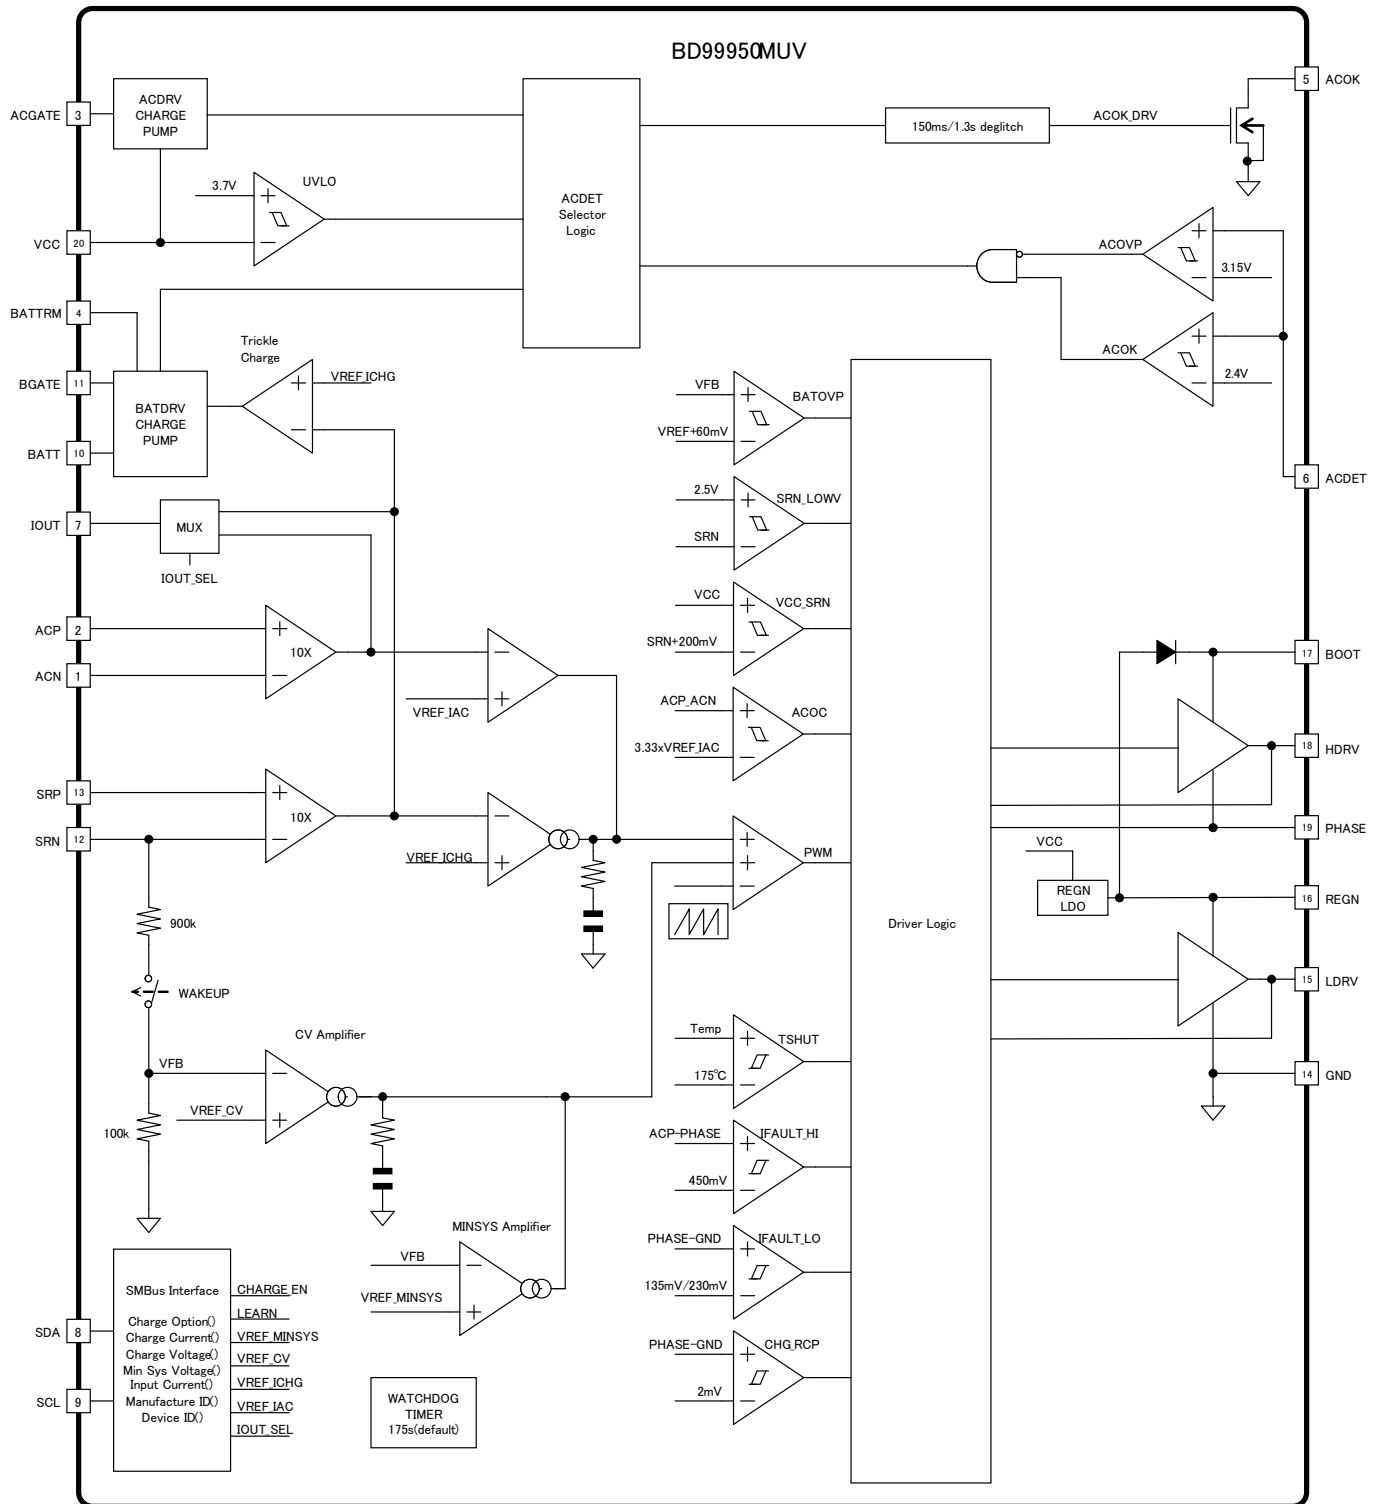 BD99950MUV
ACGATE
3
ACDRV
CHARGE
PUMP
3.7V
UVLO
+
−
VCC
20
ACDET
Selector
Logic
150ms/1.3s deglitch
ACOK_DRV
5
ACOK
ACOVP
+
−
3.15V
ACOK
+
−
2.4V
6
ACDET
BATTRM
4
Trickle
Charge
+
−
VREF_ICHG
BGATE
11
BATDRV
CHARGE
PUMP
BATT
10
IOUT
7
MUX
IOUT_SEL
ACP
2
ACN
1
+
10X
−
−
+
VREF_IAC
SRP
13
SRN
12
+
10X
−
−
+
VREF_ICHG
900k
WAKEUP
VFB
100k
CV Amplifier
−
+
VREF_CV
MINSYS Amplifier
VFB
−
VREF_MINSYS
+
VFB
+
BATOVP
VREF+60mV
−
2.5V
+
SRN_LOWV
SRN
−
VCC
+
VCC_SRN
SRN+200mV
−
ACP_ACN
+
ACOC
3.33xVREF_IAC
−
+
+
−
PWM
Temp
+
TSHUT
175°C
−
ACP-PHASE
+
IFAULT_HI
450mV
−
PHASE-GND
+
IFAULT_LO
135mV/230mV
−
PHASE-GND
+
CHG_RCP
2mV
−
Driver Logic
17
BOOT
18
HDRV
19
PHASE
VCC
REGN
LDO
16
REGN
15
LDRV
14
GND
SDA
8
SCL
9
SMBus Interface
Charge Option()
Charge Current()
Charge Voltage()
Min Sys Voltage()
Input Current()
Manufacture ID()
Device ID()
CHARGE_EN
LEARN
VREF_MINSYS
VREF_CV
VREF_ICHG
VREF_IAC
IOUT_SEL
WATCHDOG
TIMER
175s(default)